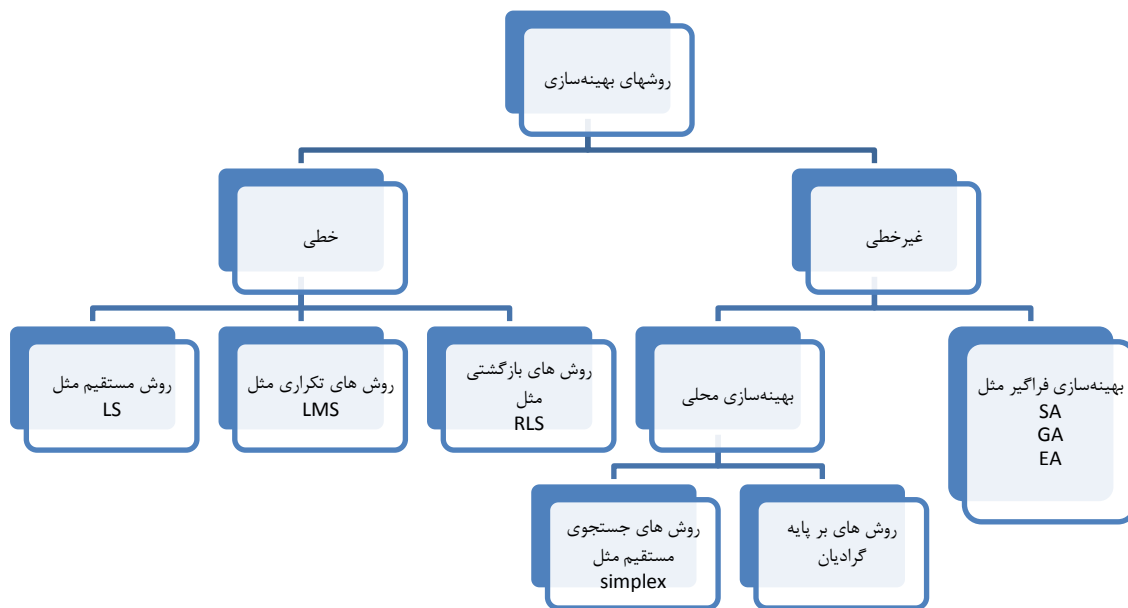 روشهای بهینه‌سازی
خطی
غیرخطی
روش مستقیم مثل
LS
روش های تکراری مثل
LMS
روش های بازگشتی
مثل
RLS
بهینه‌سازی محلی
بهینه‌سازی فراگیر مثل
SA
GA
EA
روش های جستجوی
مستقیم مثل
simplex
روش های بر پایه
گرادیان